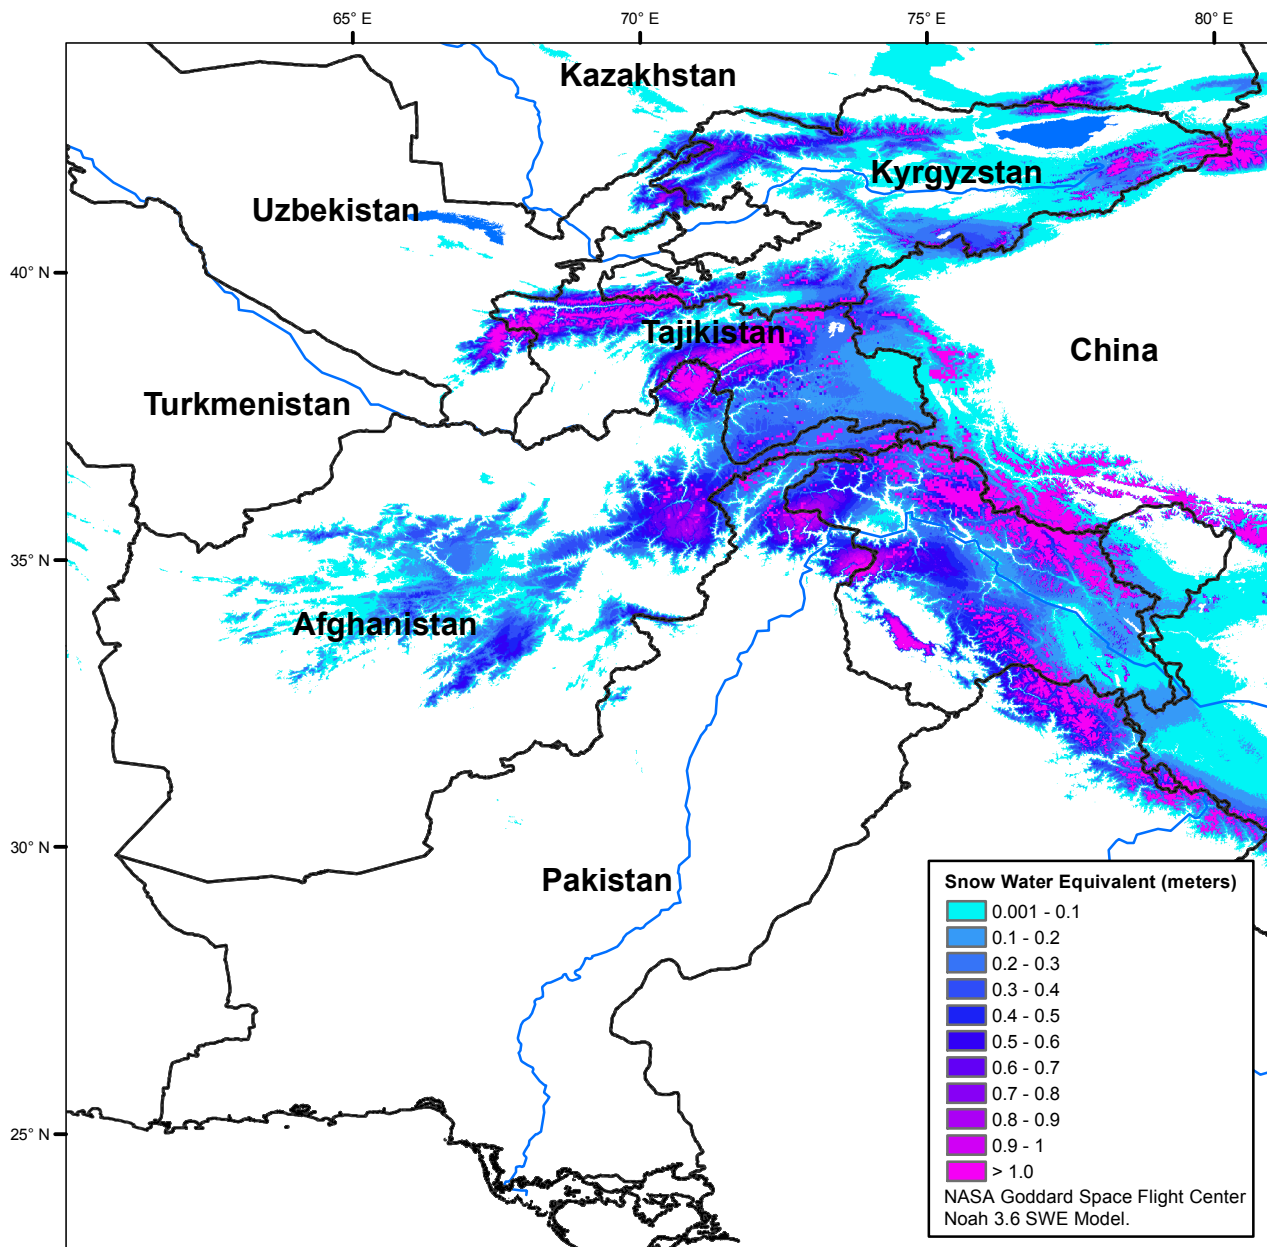 65° E
70° E
75° E
80° E
Kazakhstan
Kyrgyzstan
Uzbekistan
40° N
Tajikistan
China
Turkmenistan
35° N
Afghanistan
30° N
Pakistan
25° N
Snow Water Equivalent (meters)
0.001 - 0.1
0.1 - 0.2
0.2 - 0.3
0.3 - 0.4
0.4 - 0.5
0.5 - 0.6
0.6 - 0.7
0.7 - 0.8
0.8 - 0.9
0.9 - 1
> 1.0
NASA Goddard Space Flight Center
Noah 3.6 SWE Model.